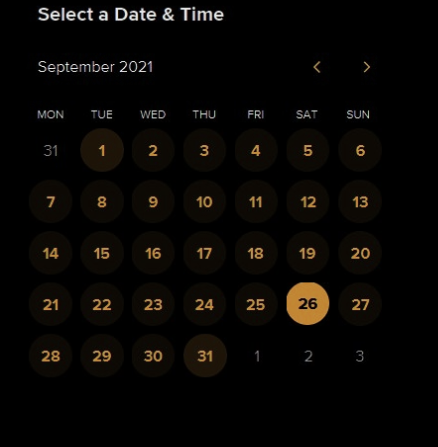 Select a Date & Time
September 2021
MON TUE WED THU FRI SAT SUN
31 1 2 3 4 5 6
7 8 9 10 11 12 13
14 15 16 17 18 19 20
21 22 23 24 25 26 27
28 29 30 31 1 2 3